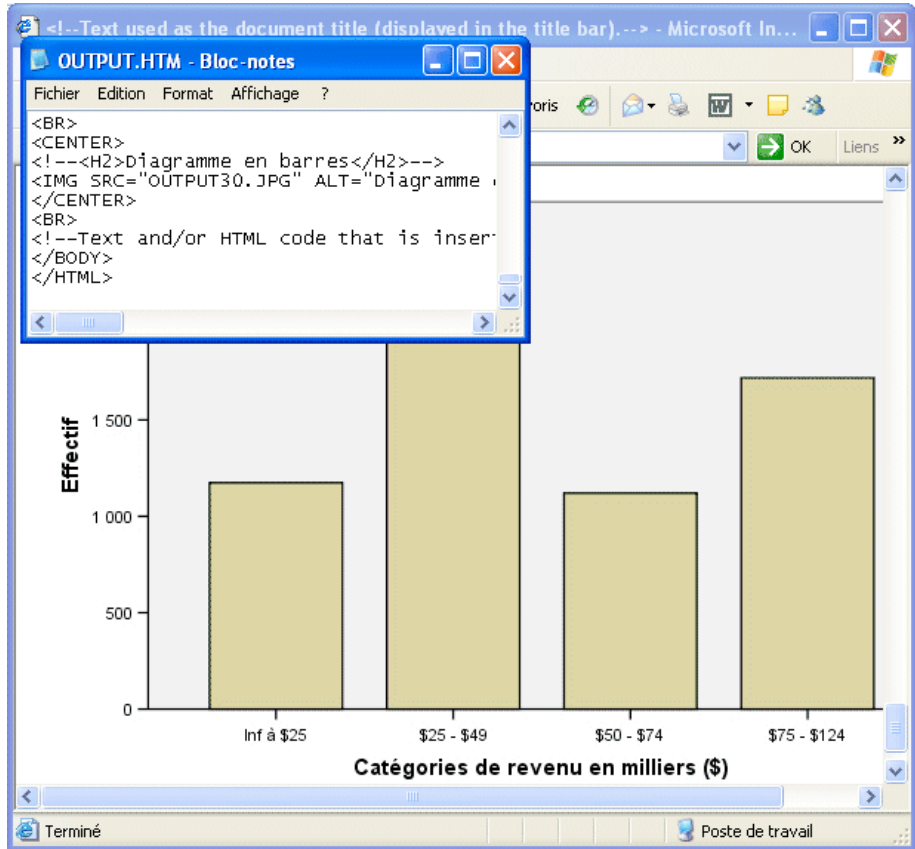 <!--Text used as the document title (displayed in the title bar).--> - Microsoft In...
OUTPUT.HTM - Bloc-notes
Fichier Edition Format Affichage ?
<BR>
<CENTER>
<!--<H2>Diagramme en barres</H2>-->
<IMG SRC="OUTPUT30.JPG" ALT="Diagramme
</CENTER>
<BR>
<!--Text and/or HTML code that is inser
</BODY>
</HTML>
oris
OK Liens »
Effectif
1 500
1 000
500
0
Inf à $25 $25 - $49 $50 - $74 $75 - $124
Catégories de revenu en milliers ($)
Terminé Poste de travail